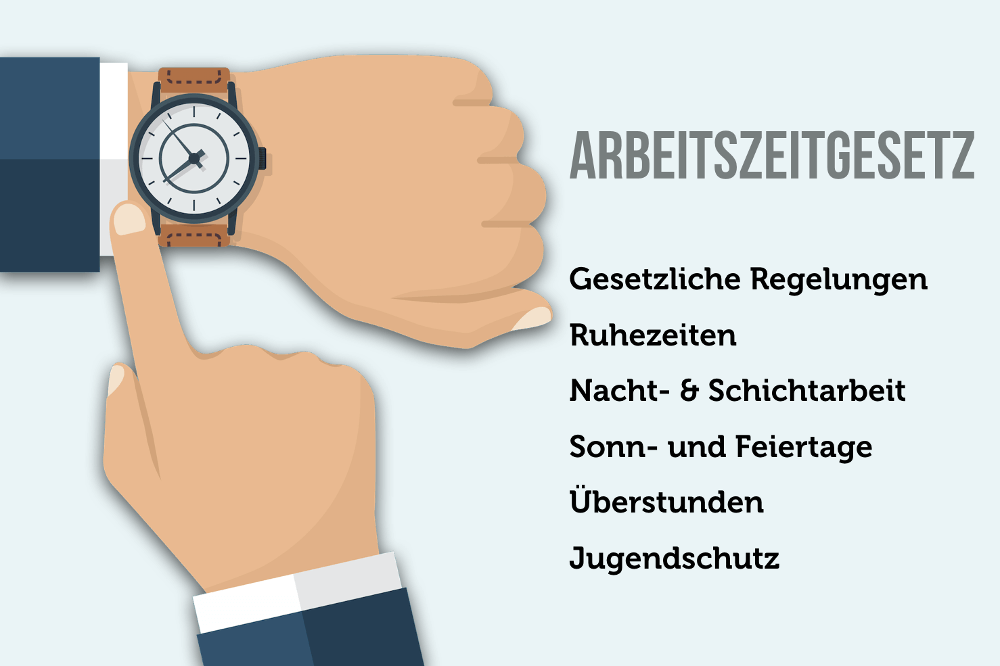 ARBEITSZEITGESETZ
Gesetzliche Regelungen
Ruhezeiten
Nacht- & Schichtarbeit
Sonn- und Feiertage
Überstunden
Jugendschutz